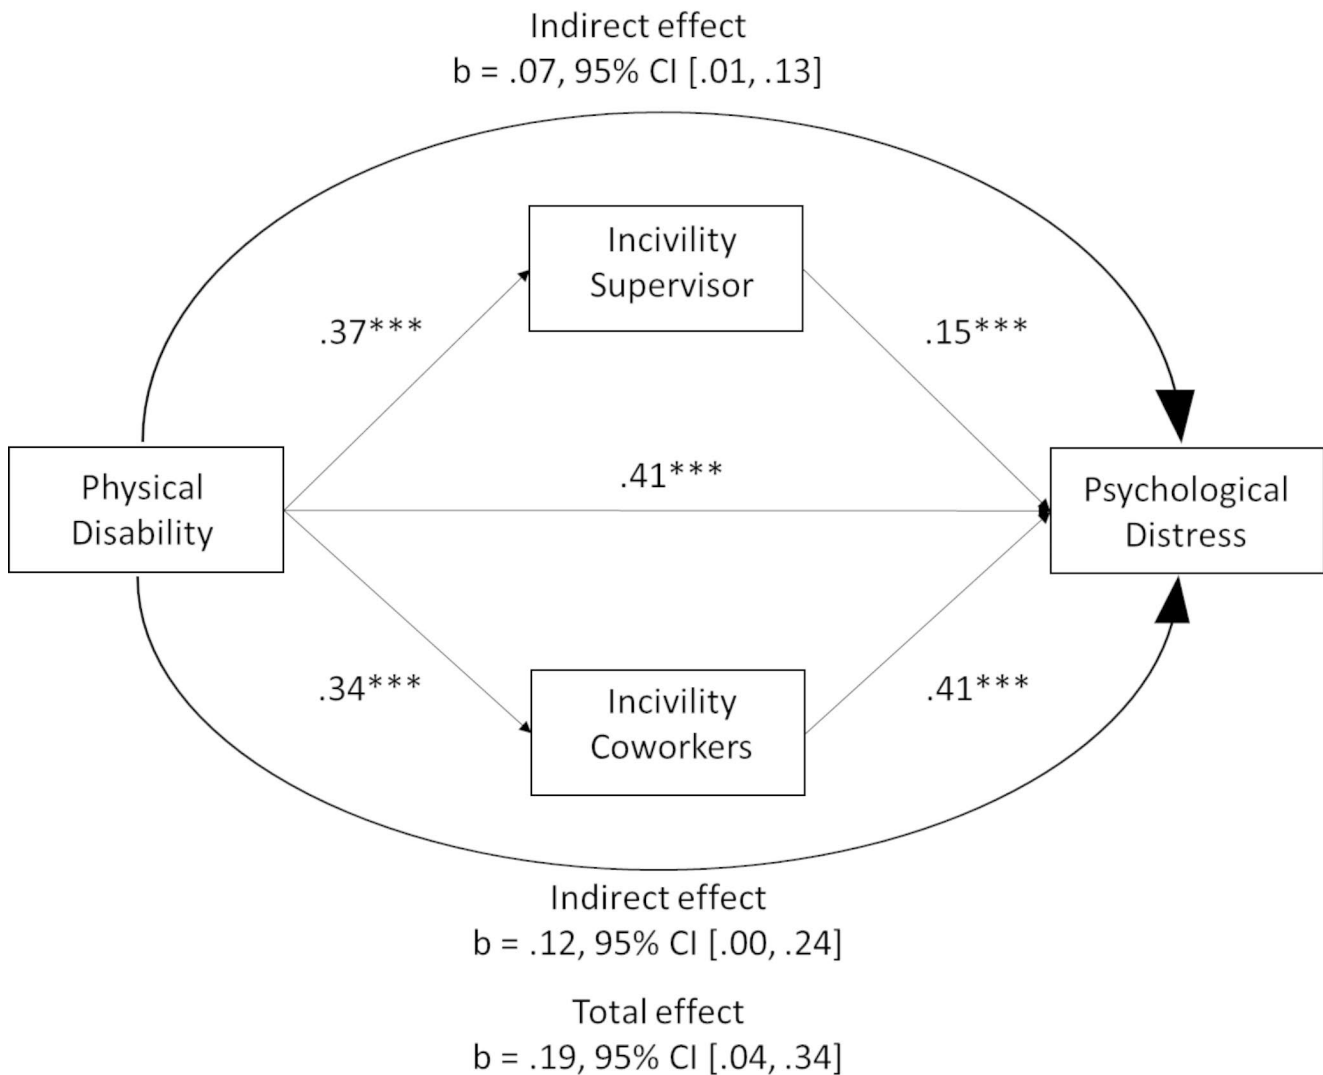 Indirect effect
b = .07, 95% CI [.01, .13]
Incivility
Supervisor
.37***
.15***
Physical
Disability
.41***
Psychological
Distress
.34***
.41***
Incivility
Coworkers
Indirect effect
b = .12, 95% CI [.00, .24]
Total effect
b = .19, 95% CI [.04, .34]